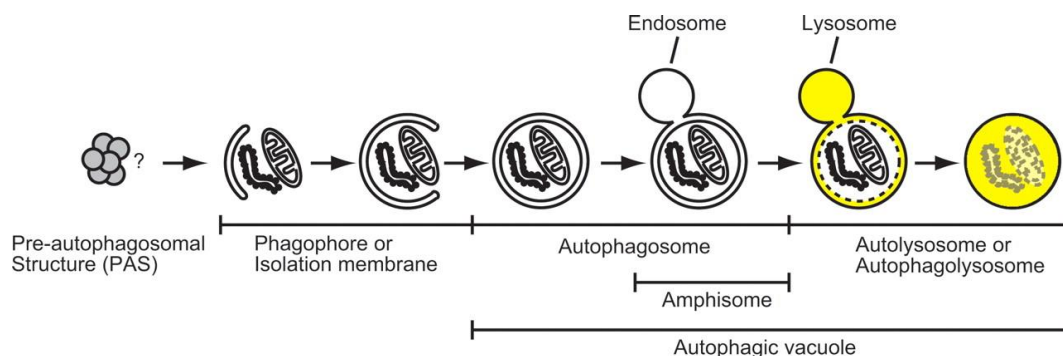 Endosome
Lysosome
?
Pre-autophagosomal
Structure (PAS)
Phagophore or
Isolation membrane
Autophagosome
Autolysosome or
Autophagolysosome
Amphisome
Autophagic vacuole